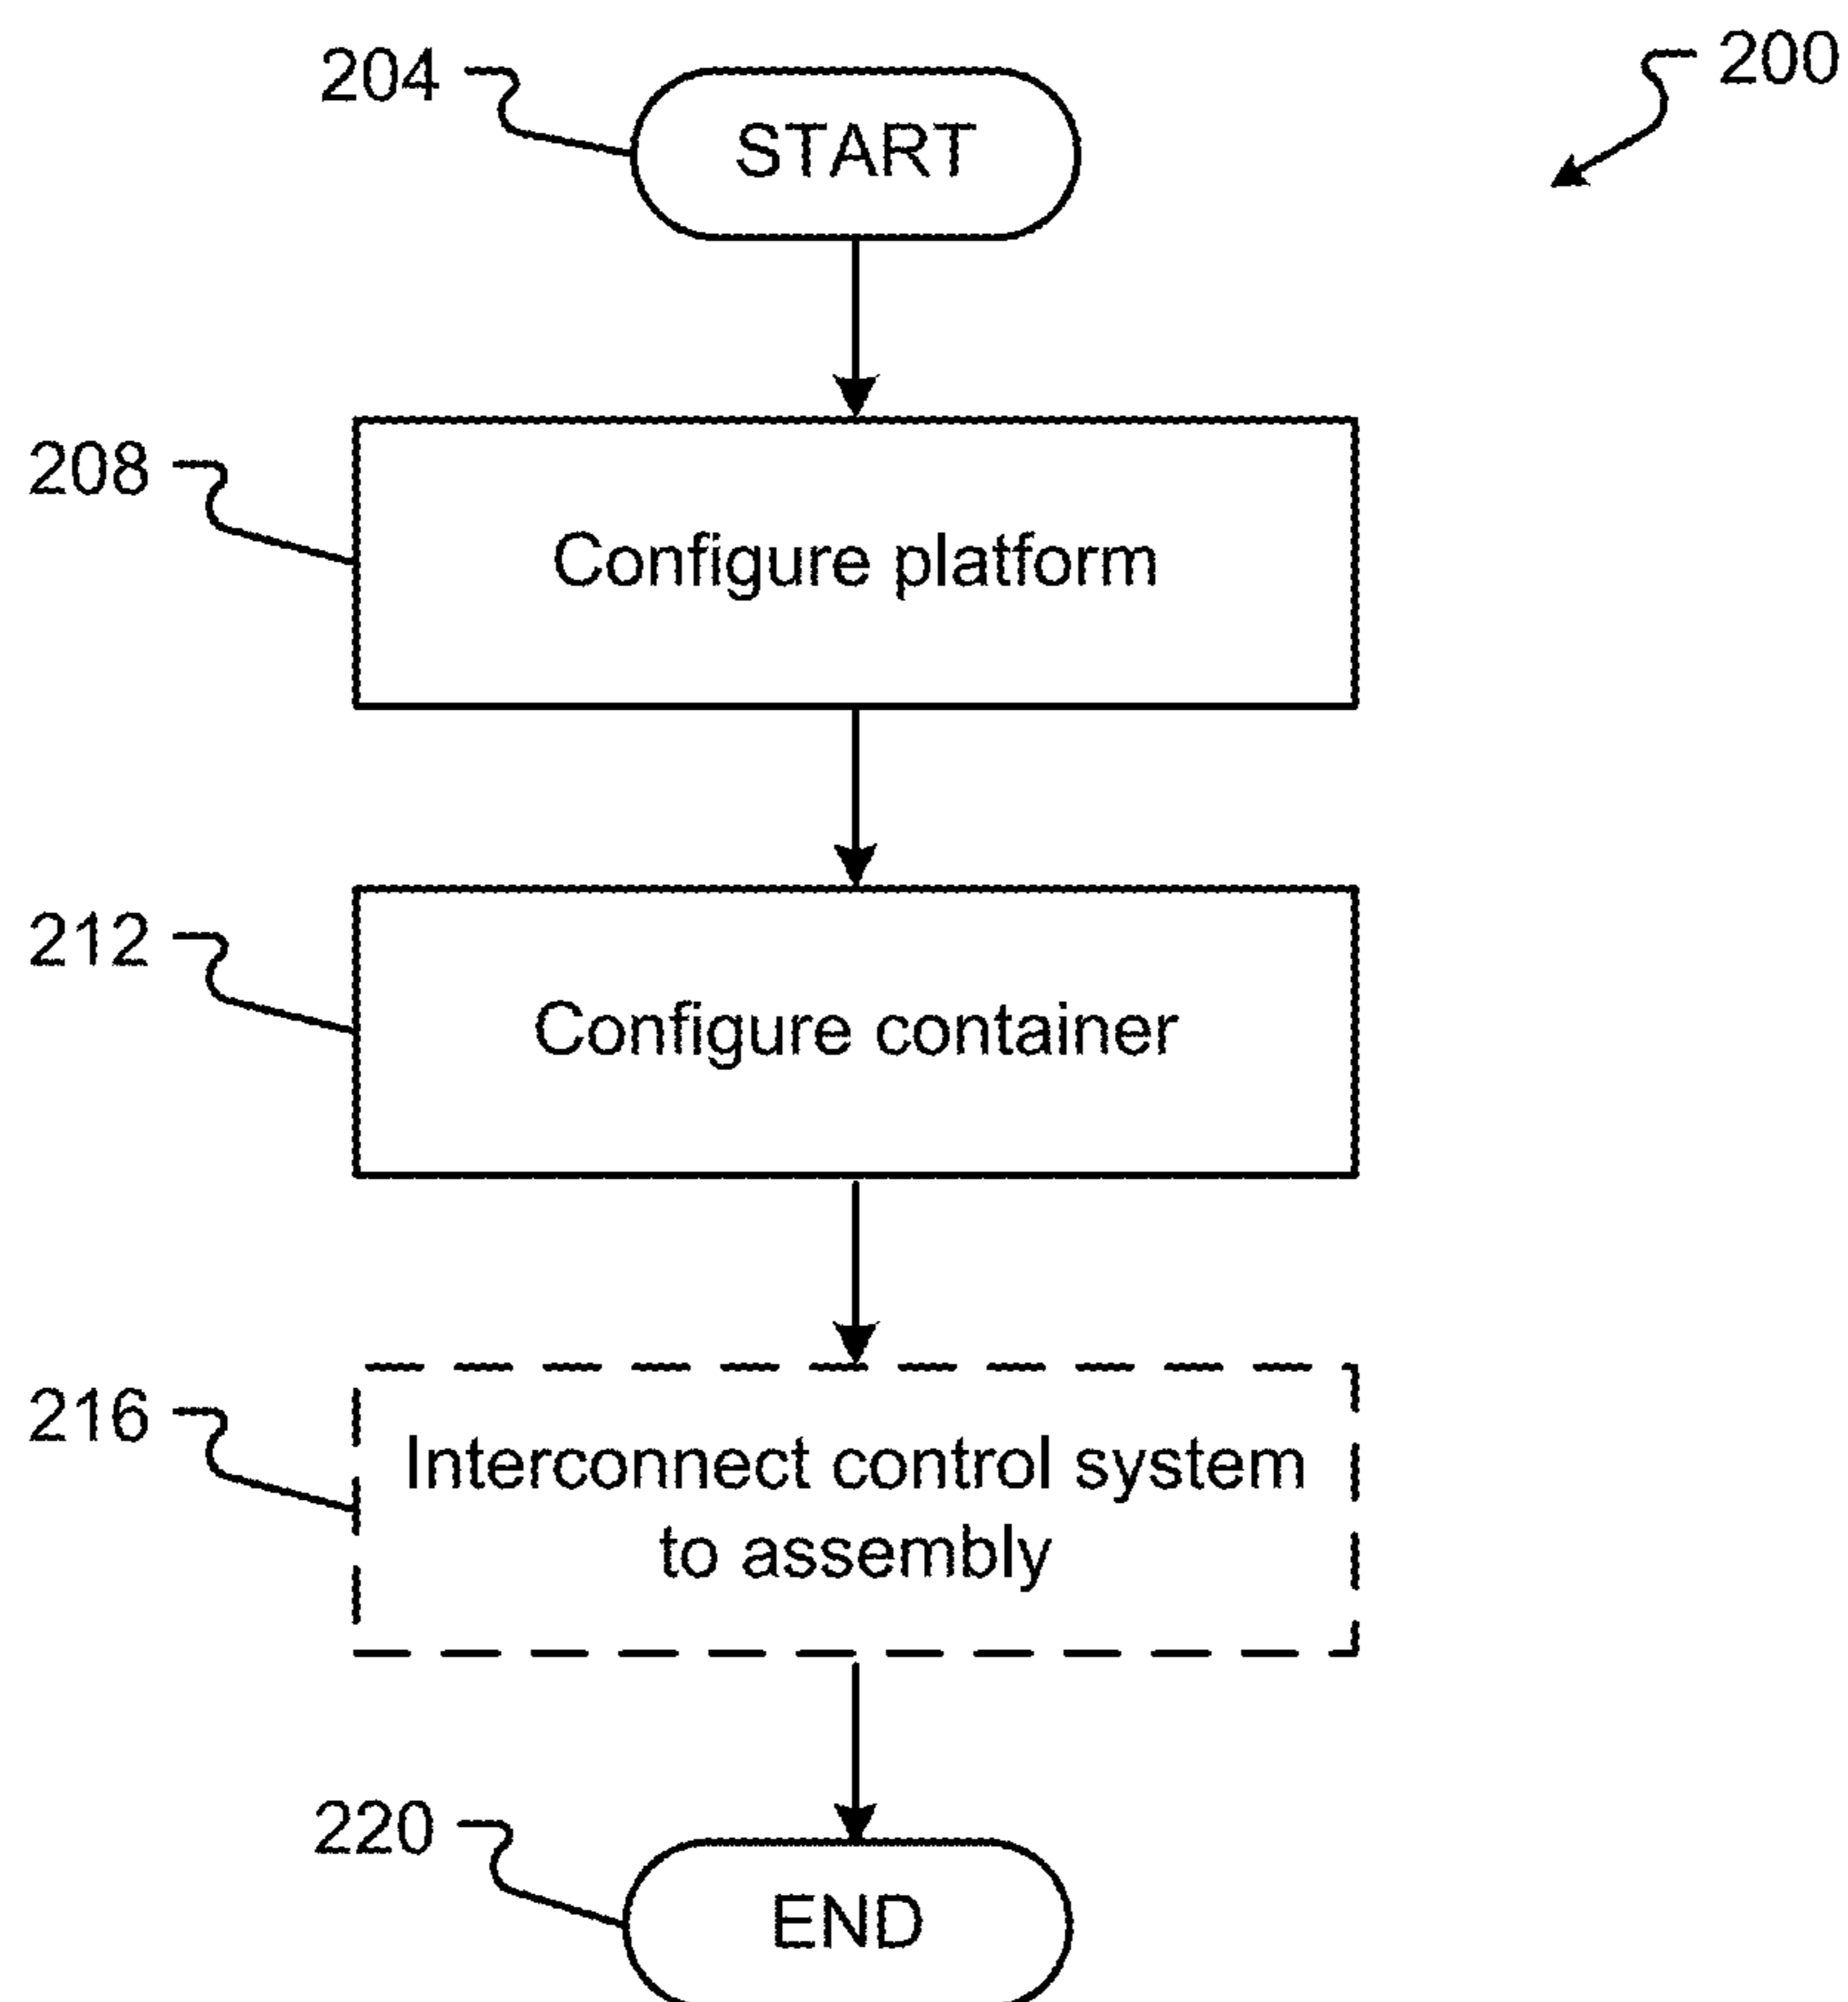 204
START
200
208
Configure platform
212
Configure container
216
Interconnect control system
to assembly
220
END